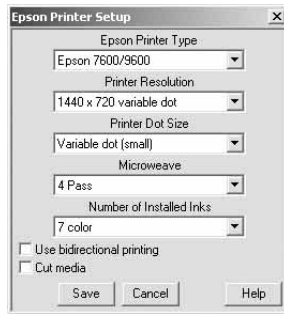 Epson Printer Setup
Epson Printer Type
Epson 7600/9600
Printer Resolution
1440 x 720 variable dot
Printer Dot Size
Variable dot (small)
Microweave
4 Pass
Number of Installed Inks
7 color
Use bidirectional printing
Cut media
Save Cancel Help